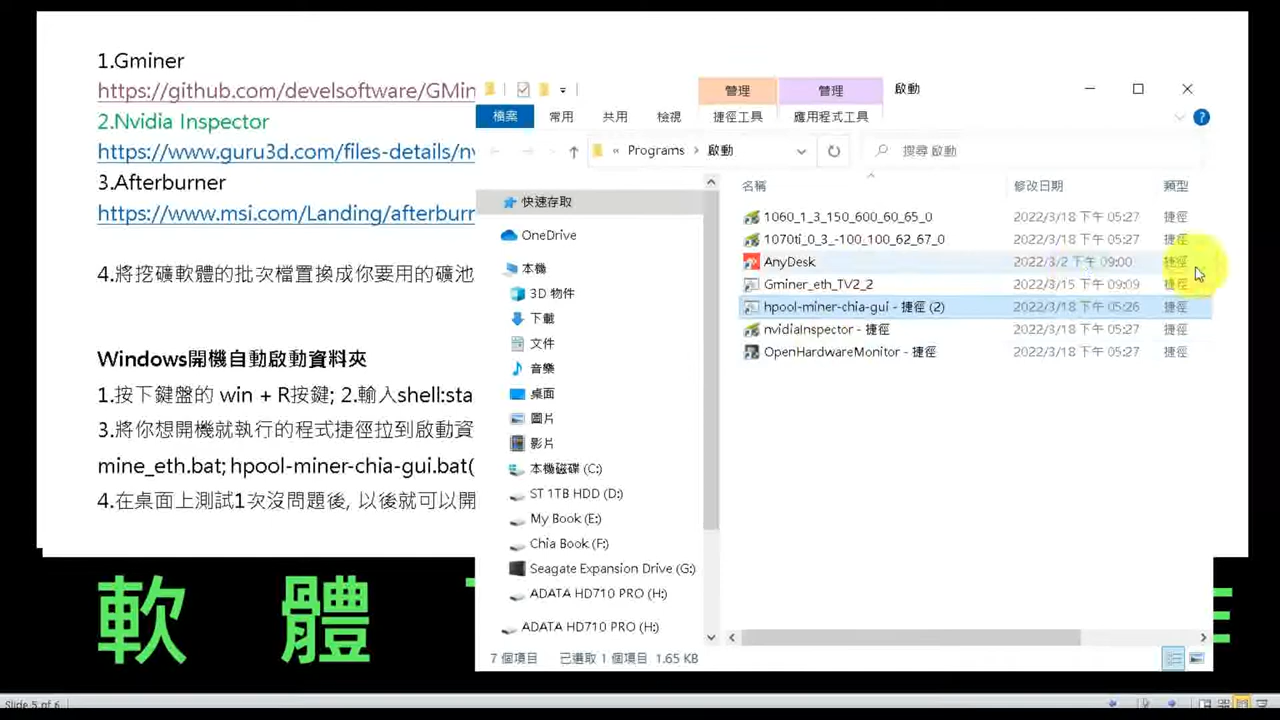 1.Gminer
https://github.com/develsoftware/GMin
2.Nvidia Inspector
https://www.guru3d.com/files-details/nv
3.Afterburner
https://www.msi.com/Landing/afterburn
4.將挖礦軟體的批次檔置換成你要用的礦池
Windows開機自動啟動資料夾
1.按下鍵盤的 win + R按鍵; 2.輸入shell:sta
3.將你想開機就執行的程式捷徑拉到啟動資
mine_eth.bat; hpool-miner-chia-gui.bat(
4.在桌面上測試1次沒問題後, 以後就可以開
軟 體
管理 管理 啟動
檔案 常用 共用 檢視 捷徑工具 應用程式工具
« Programs > 啟動
搜尋 啟動
快速存取
OneDrive
本機
3D 物件
下載
文件
音樂
桌面
圖片
影片
本機磁碟 (C:)
ST 1TB HDD (D:)
My Book (E:)
Chia Book (F:)
Seagate Expansion Drive (G:)
ADATA HD710 PRO (H:)
ADATA HD710 PRO (H:)
名稱 修改日期 類型
1060_1_3_150_600_60_65_0 2022/3/18 下午 05:27 捷徑
1070ti_0_3_-100_100_62_67_0 2022/3/18 下午 05:27 捷徑
AnyDesk 2022/3/2 下午 09:00 捷徑
Gminer_eth_TV2_2 2022/3/15 下午 09:09 捷徑
hpool-miner-chia-gui - 捷徑 (2) 2022/3/18 下午 05:26 捷徑
nvidiaInspector - 捷徑 2022/3/18 下午 05:27 捷徑
OpenHardwareMonitor - 捷徑 2022/3/18 下午 05:27 捷徑
7 個項目 已選取 1 個項目 1.65 KB
Slide 5 of 6